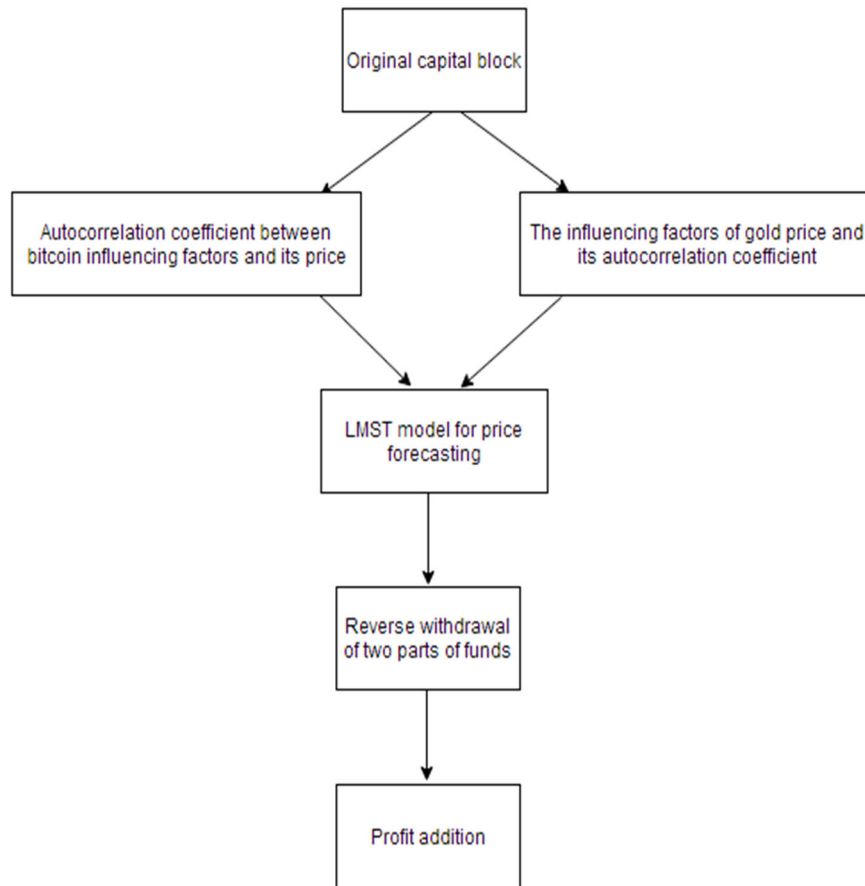 Original capital block
Autocorrelation coefficient between
bitcoin influencing factors and its price
The influencing factors of gold price and
its autocorrelation coefficient
LMST model for price
forecasting
Reverse withdrawal
of two parts of funds
Profit addition